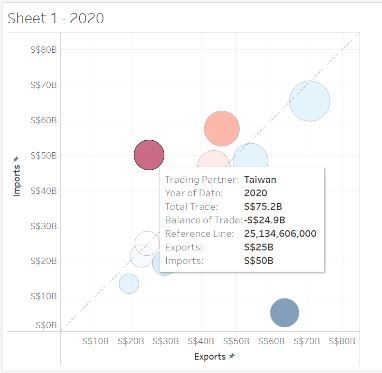 Sheet 1 - 2020
S$80B
S$70B
S$60B
S$50B
S$40B
S$30B
S$20B
S$10B
S$0B
Imports
Trading Partner: Taiwan
Year of Date: 2020
Total Trade: S$75.2B
Balance of Trade: -S$24.9B
Reference Line: 25,134,606,000
Exports: S$25B
Imports: S$50B
S$10B S$20B S$30B S$40B S$50B S$60B S$70B S$80B
Exports